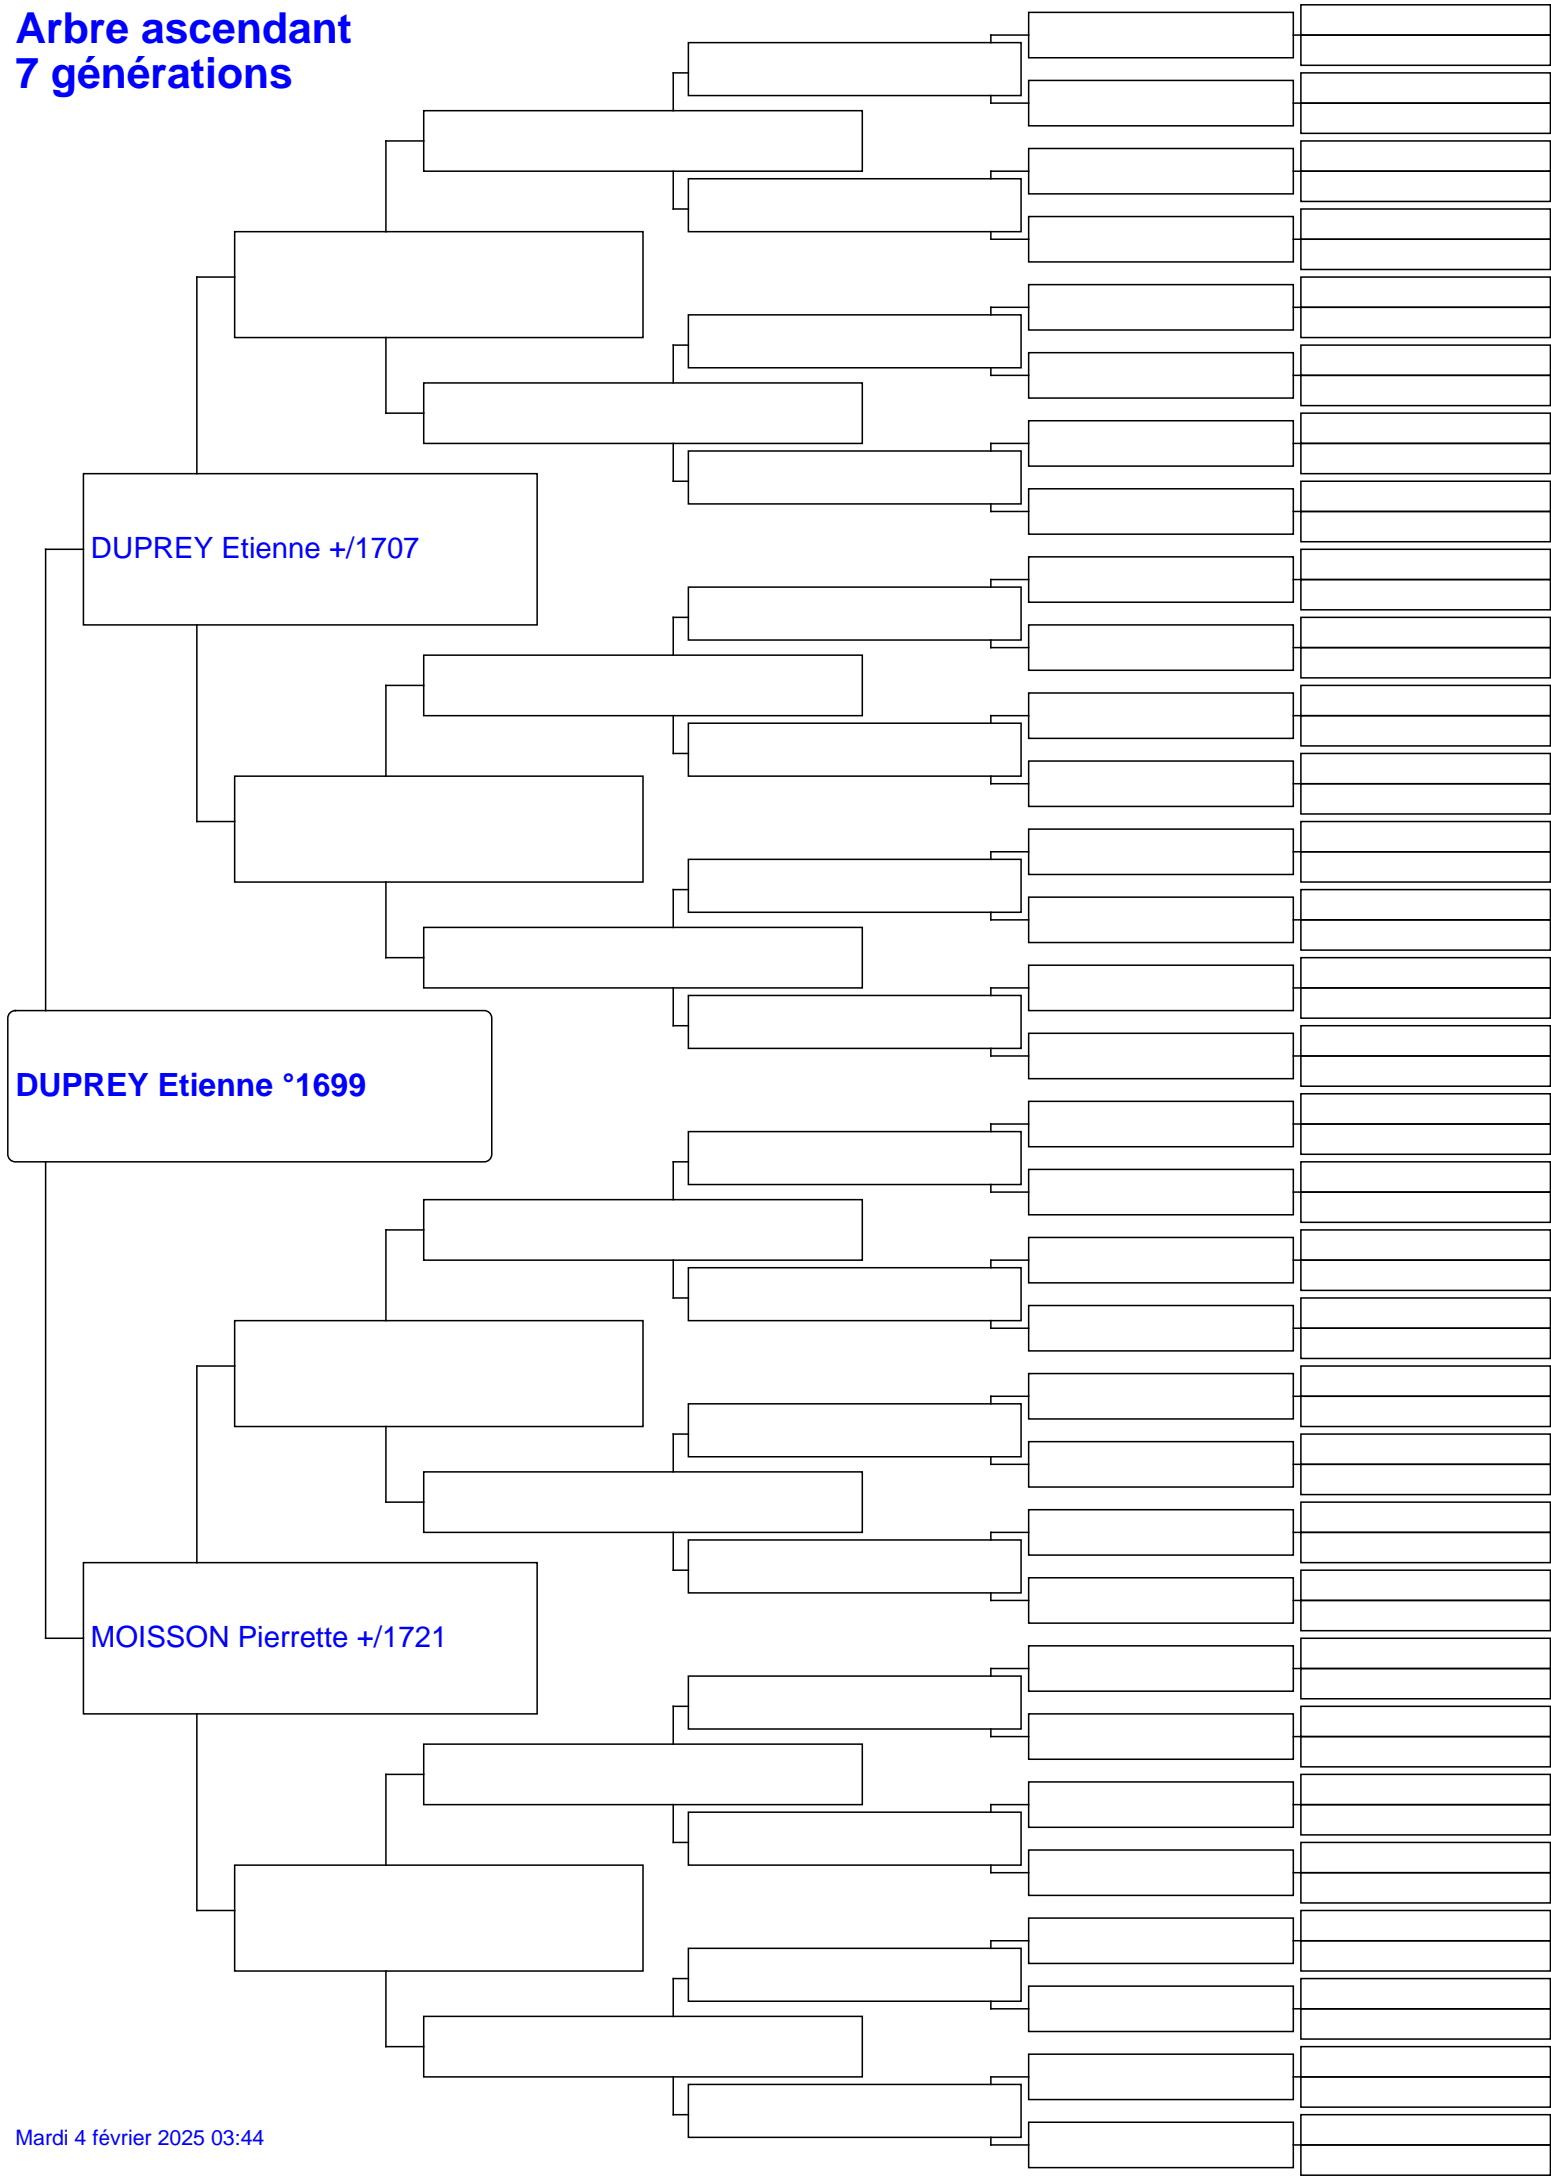 Arbre ascendant
7 générations
DUPREY Etienne +/1707
DUPREY Etienne °1699
MOISSON Pierrette +/1721
Mardi 4 février 2025 03:44